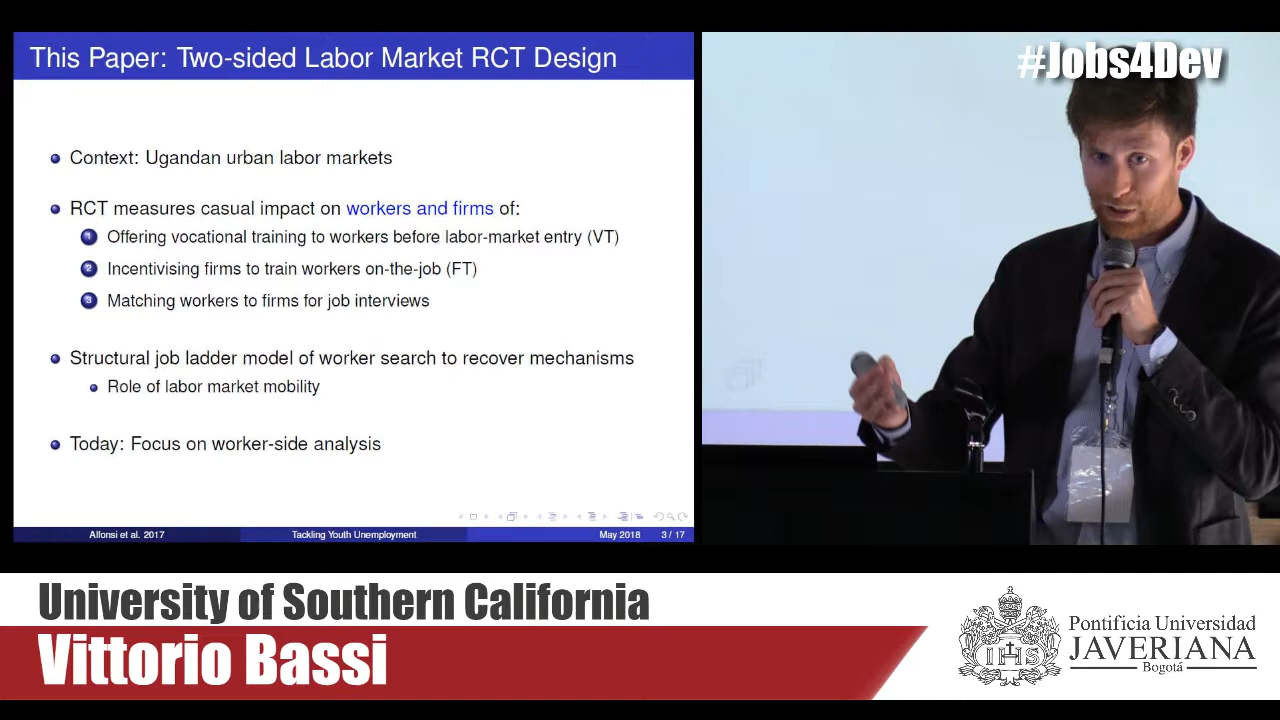 This Paper: Two-sided Labor Market RCT Design
#Jobs4Dev
Context: Ugandan urban labor markets
RCT measures casual impact on workers and firms of:
1 Offering vocational training to workers before labor-market entry (VT)
2 Incentivising firms to train workers on-the-job (FT)
3 Matching workers to firms for job interviews
Structural job ladder model of worker search to recover mechanisms
Role of labor market mobility
Today: Focus on worker-side analysis
Alfonsi et al. 2017 Tackling Youth Unemployment May 2018 3 / 17
University of Southern California
Vittorio Bassi
IHS
Pontificia Universidad
JAVERIANA
Bogotá